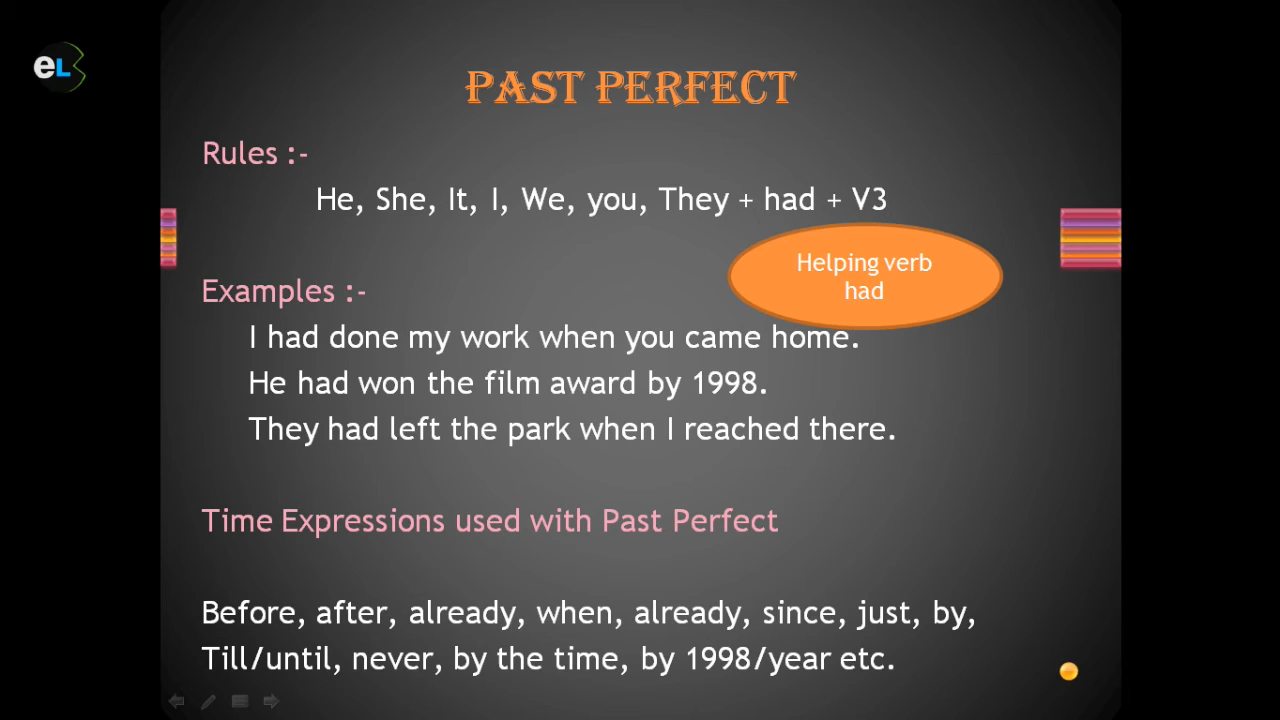 eL
PAST PERFECT
Rules :-
He, She, It, I, We, you, They + had + V3
Helping verb
had
Examples :-
I had done my work when you came home.
He had won the film award by 1998.
They had left the park when I reached there.
Time Expressions used with Past Perfect
Before, after, already, when, already, since, just, by,
Till/until, never, by the time, by 1998/year etc.